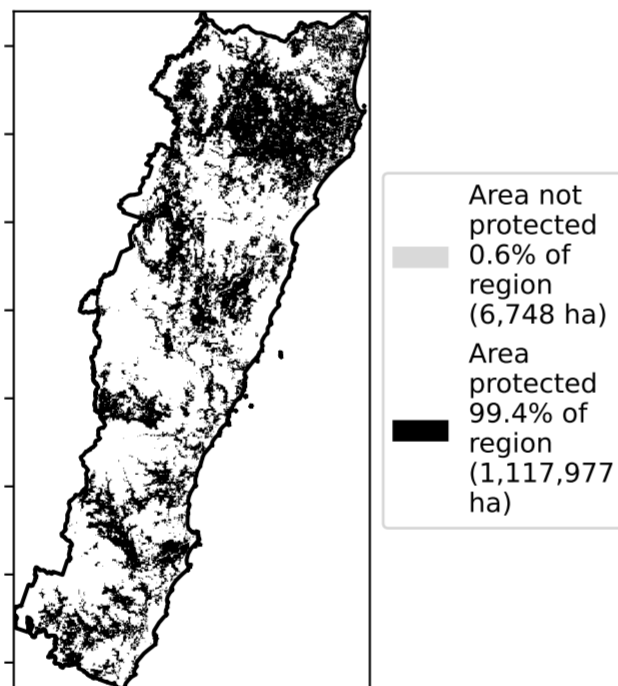 Area not
protected
0.6% of
region
(6,748 ha)
Area
protected
99.4% of
region
(1,117,977
ha)